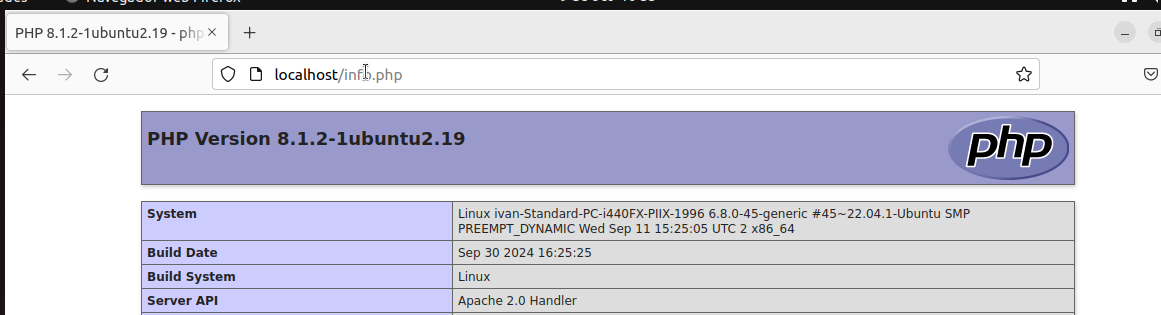 Navegador web Firefox
PHP 8.1.2-1ubuntu2.19 - php
localhost/info.php
PHP Version 8.1.2-1ubuntu2.19
php
System
Linux ivan-Standard-PC-i440FX-PIIX-1996 6.8.0-45-generic #45~22.04.1-Ubuntu SMP
PREEMPT_DYNAMIC Wed Sep 11 15:25:05 UTC 2 x86_64
Build Date
Sep 30 2024 16:25:25
Build System
Linux
Server API
Apache 2.0 Handler